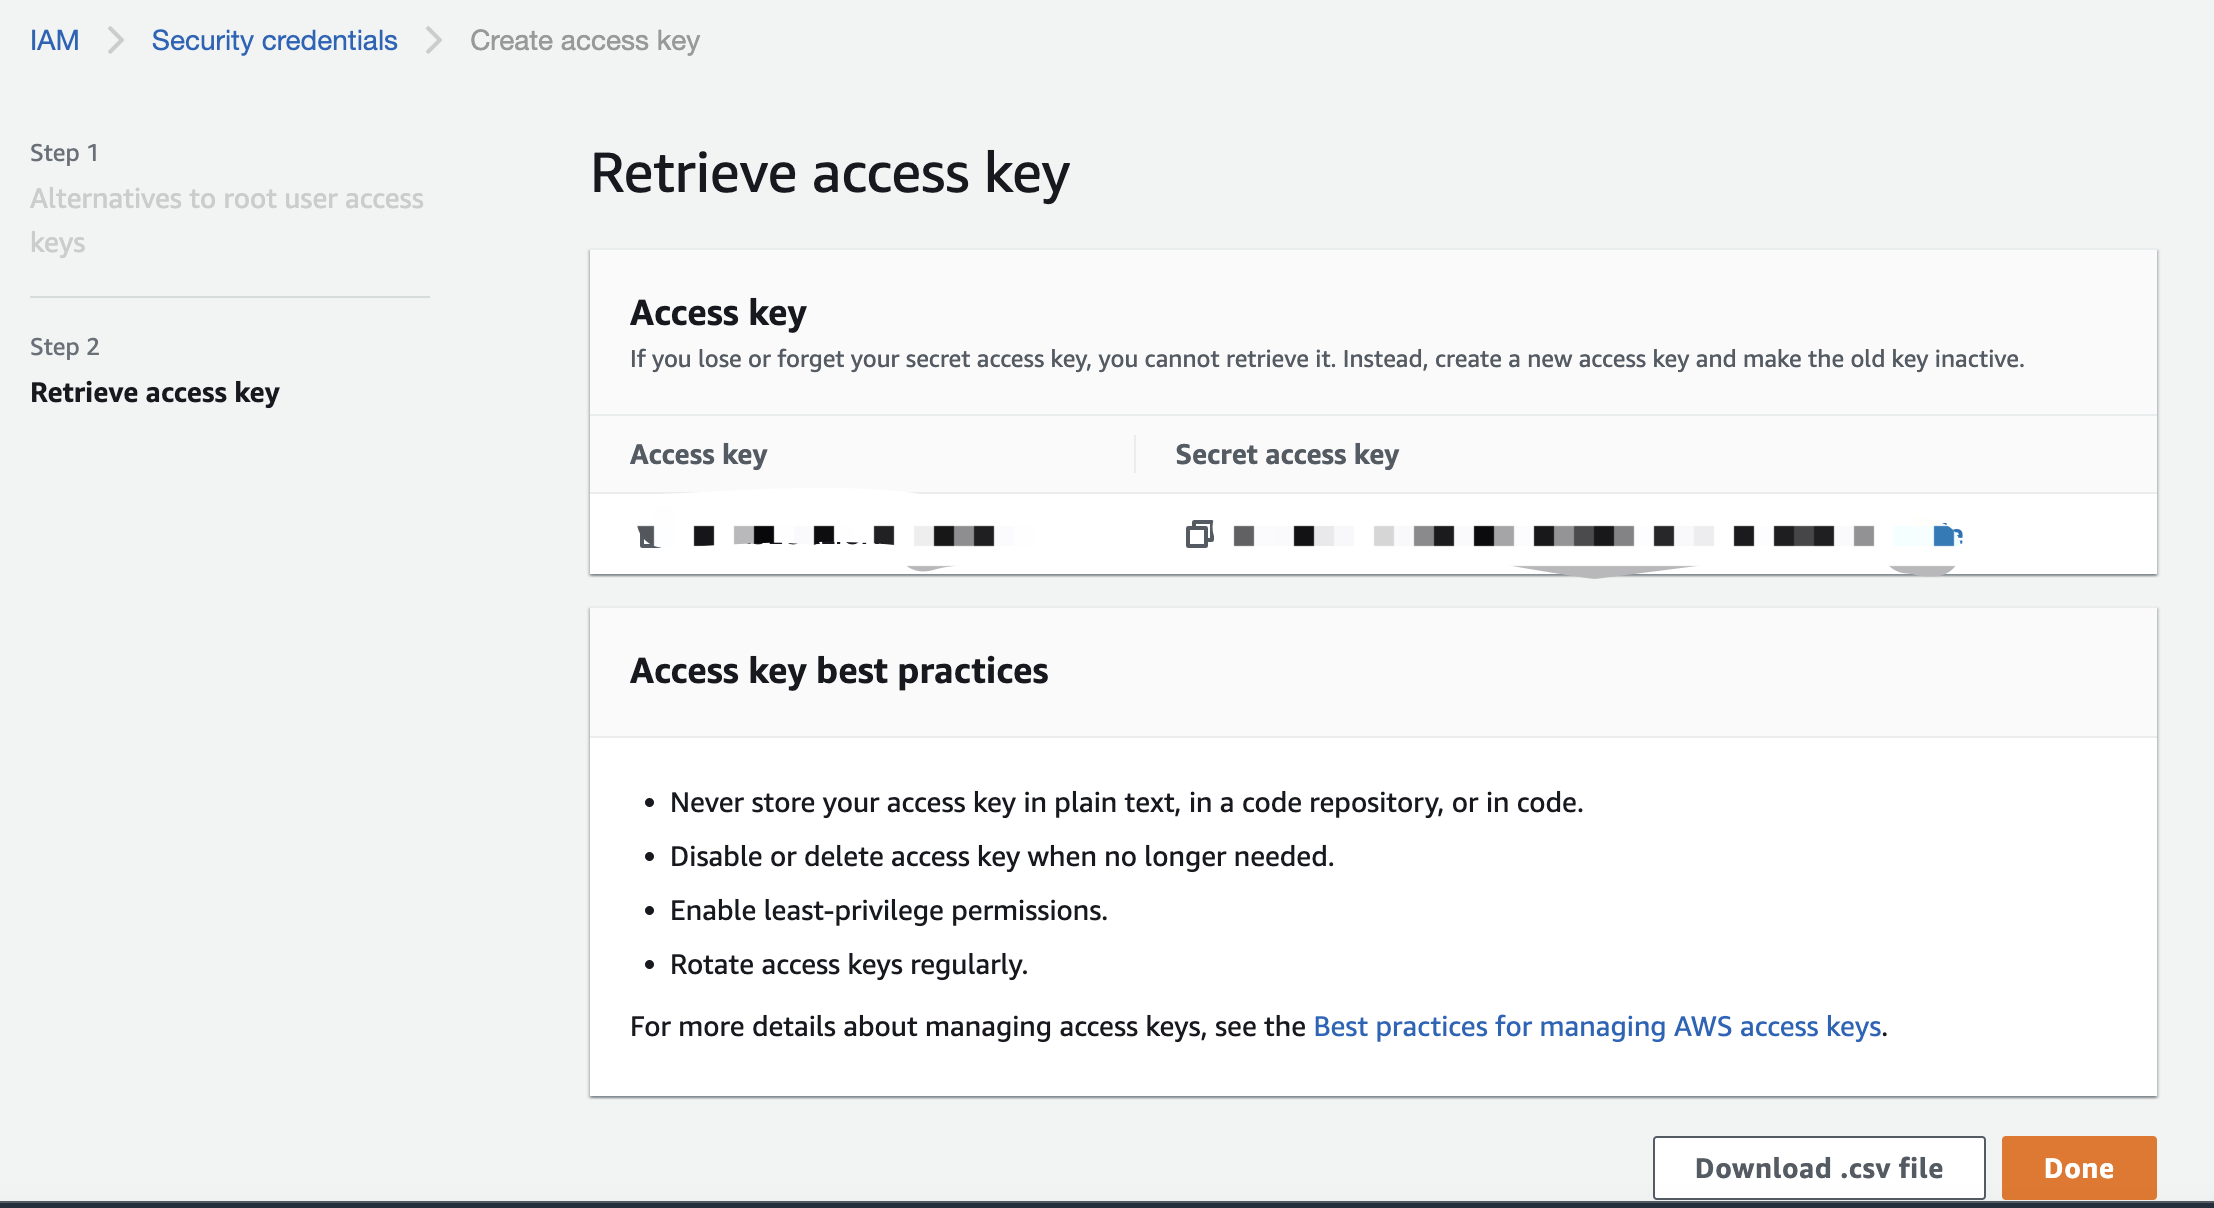 IAM > Security credentials > Create access key
Step 1
Alternatives to root user access
keys
Step 2
Retrieve access key
Retrieve access key
Access key
If you lose or forget your secret access key, you cannot retrieve it. Instead, create a new access key and make the old key inactive.
Access key
Secret access key
Access key best practices
• Never store your access key in plain text, in a code repository, or in code.
• Disable or delete access key when no longer needed.
• Enable least-privilege permissions.
• Rotate access keys regularly.
For more details about managing access keys, see the Best practices for managing AWS access keys.
Download .csv file
Done